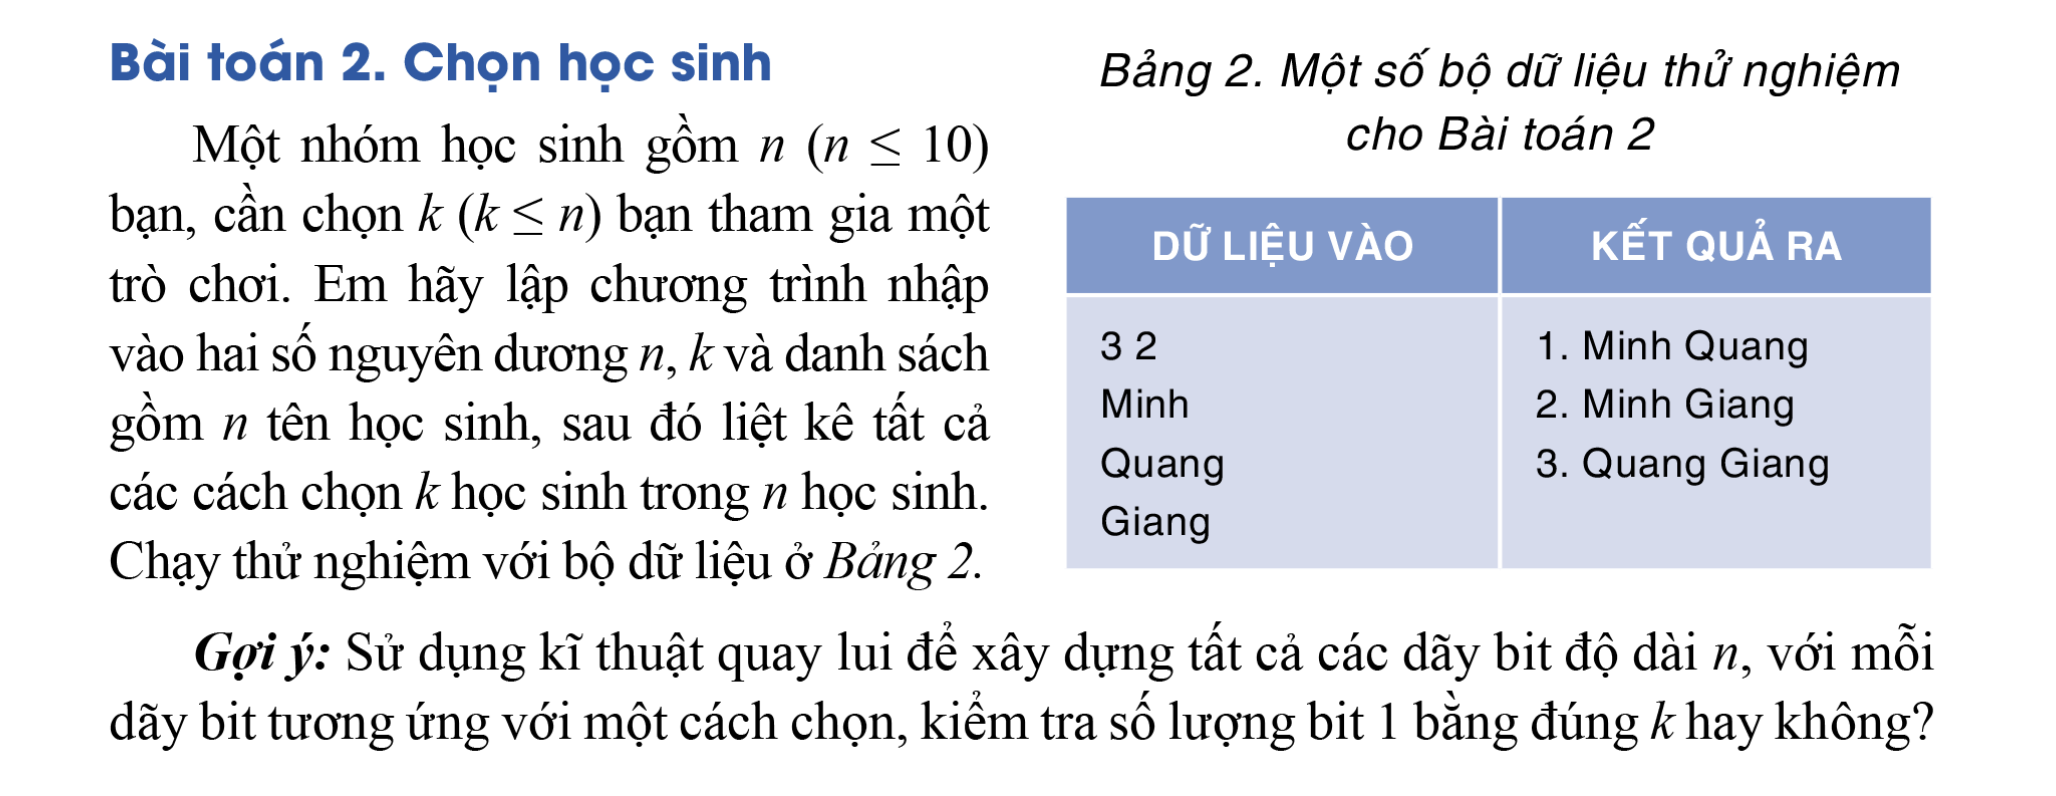 Bài toán 2. Chọn học sinh
Một nhóm học sinh gồm n (n ≤ 10)
bạn, cần chọn k (k ≤ n) bạn tham gia một
trò chơi. Em hãy lập chương trình nhập
vào hai số nguyên dương n, k và danh sách
gồm n tên học sinh, sau đó liệt kê tất cả
các cách chọn k học sinh trong n học sinh.
Chạy thử nghiệm với bộ dữ liệu ở Bảng 2.
Bảng 2. Một số bộ dữ liệu thử nghiệm
cho Bài toán 2
DỮ LIỆU VÀO
KẾT QUẢ RA
3 2
Minh
Quang
Giang
1. Minh Quang
2. Minh Giang
3. Quang Giang
Gợi ý: Sử dụng kĩ thuật quay lui để xây dựng tất cả các dãy bit độ dài n, với mỗi
dãy bit tương ứng với một cách chọn, kiểm tra số lượng bit 1 bằng đúng k hay không?